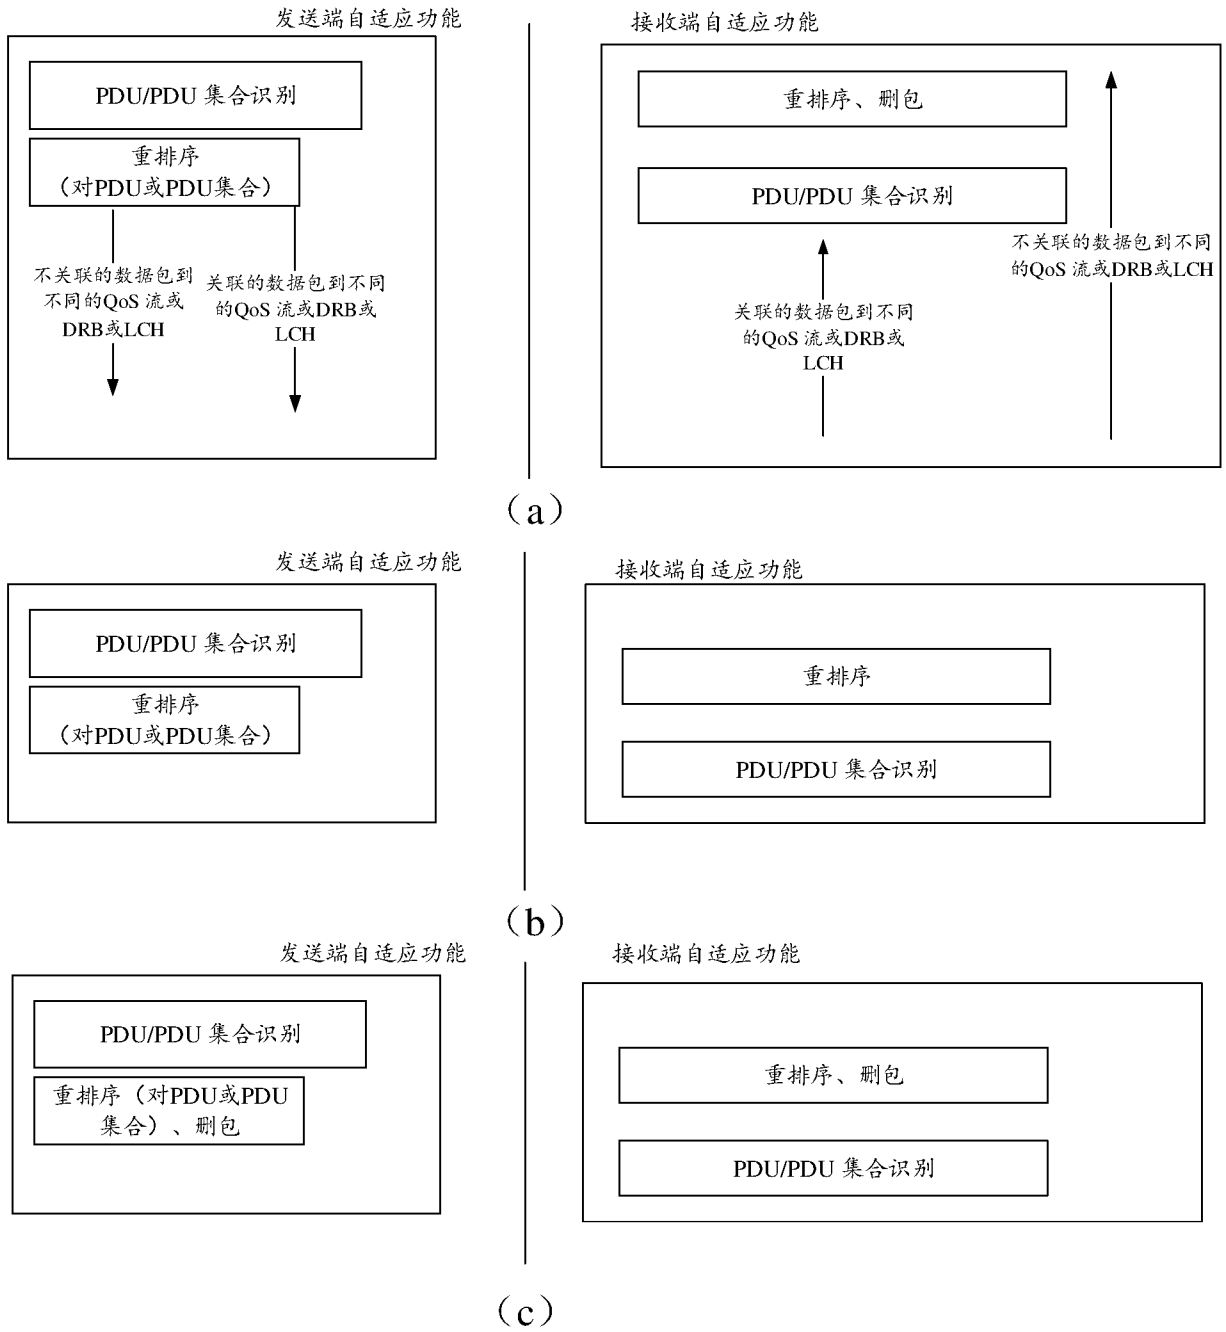 发送端自适应功能
PDU/PDU 集合识别
重排序
（对PDU或PDU集合）
不关联的数据包到
不同的QoS 流或
DRB或LCH
关联的数据包到不同
的QoS 流或DRB或
LCH
接收端自适应功能
重排序、删包
PDU/PDU 集合识别
关联的数据包到不同
的QoS 流或DRB或
LCH
不关联的数据包到不同
的QoS 流或DRB或LCH
（a）
发送端自适应功能
PDU/PDU 集合识别
重排序
（对PDU或PDU集合）
接收端自适应功能
重排序
PDU/PDU 集合识别
（b）
发送端自适应功能
PDU/PDU 集合识别
重排序（对PDU或PDU
集合）、删包
接收端自适应功能
重排序、删包
PDU/PDU 集合识别
（c）